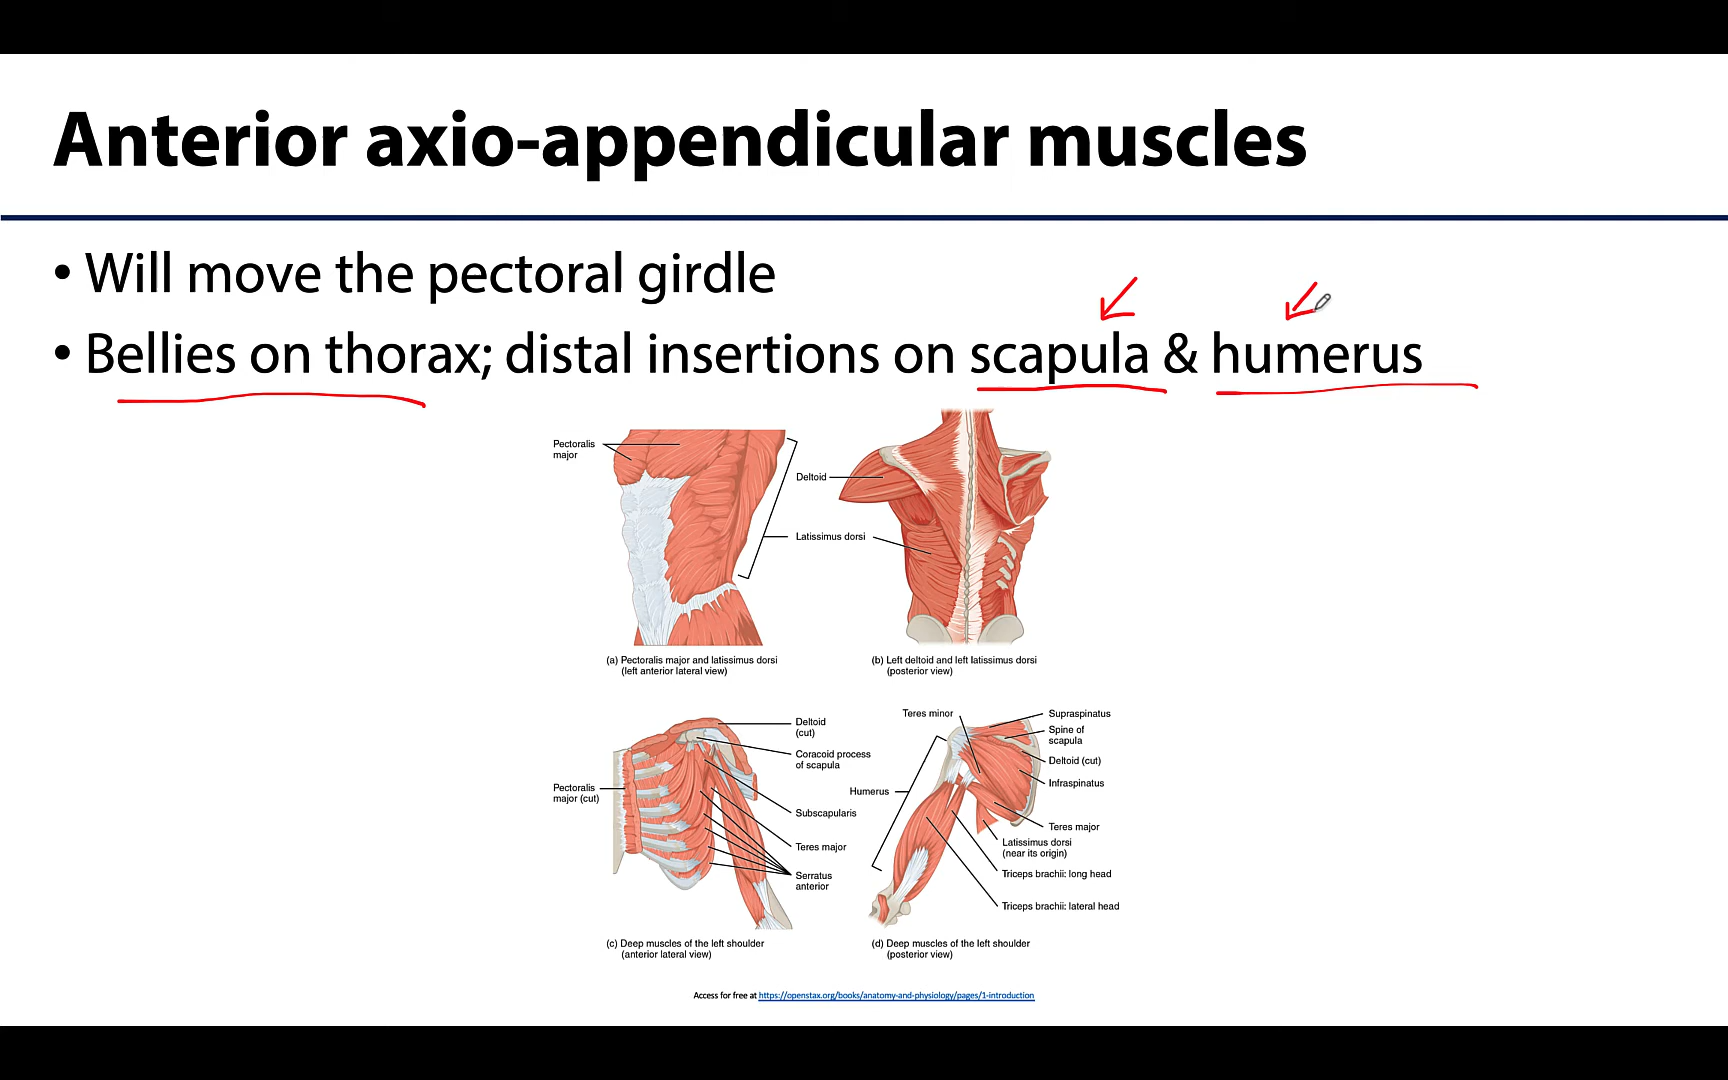 Anterior axio-appendicular muscles
• Will move the pectoral girdle
• Bellies on thorax; distal insertions on scapula & humerus
Pectoralis
major
Deltoid
Latissimus dorsi
(a) Pectoralis major and latissimus dorsi
(left anterior lateral view)
(b) Left deltoid and left latissimus dorsi
(posterior view)
Deltoid
(cut)
Coracoid process
of scapula
Pectoralis
major (cut)
Subscapularis
Teres major
Serratus
anterior
(c) Deep muscles of the left shoulder
(anterior lateral view)
Teres minor
Supraspinatus
Spine of
scapula
Deltoid (cut)
Infraspinatus
Humerus
Teres major
Latissimus dorsi
(near its origin)
Triceps brachii: long head
Triceps brachii: lateral head
(d) Deep muscles of the left shoulder
(posterior view)
Access for free at https://openstax.org/books/anatomy-and-physiology/pages/1-introduction